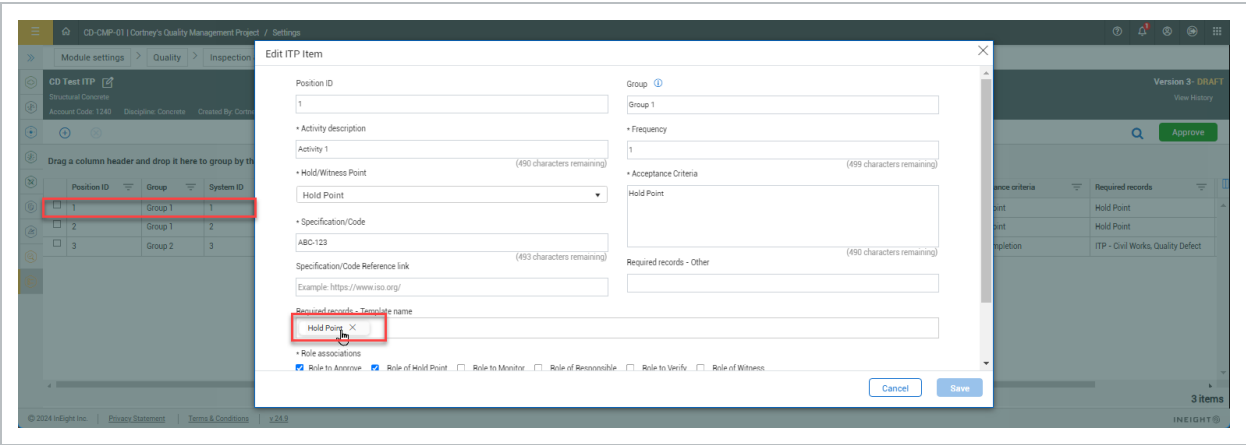 CD-CMP-01 | Cortney's Quality Management Project / Settings
Module settings > Quality > Inspection
CD Test ITP
Structural Concrete
Account Code: 1240 Discipline: Concrete Created By: Cortne
Version 3- DRAFT
View History
Approve
Drag a column header and drop it here to group by th
Position ID Group System ID
ance criteria Required records
1 Group 1 1
oint Hold Point
2 Group 1 2
oint Hold Point
3 Group 2 3
mpletion ITP - Civil Works, Quality Defect
Edit ITP Item
Position ID
1
Group
Group 1
* Activity description
Activity 1
(490 characters remaining)
* Frequency
1
(499 characters remaining)
* Hold/Witness Point
Hold Point
* Acceptance Criteria
Hold Point
(490 characters remaining)
* Specification/Code
ABC-123
(493 characters remaining)
Required records - Other
Specification/Code Reference link
Example: https://www.iso.org/
Required records - Template name
Hold Point ×
* Role associations
Role to Approve Role of Hold Point Role to Monitor Role of Responsible Role to Verify Role of Witness
Cancel Save
3 items
© 2024 InEight Inc. | Privacy Statement | Terms & Conditions | v 24.9
INEIGHT